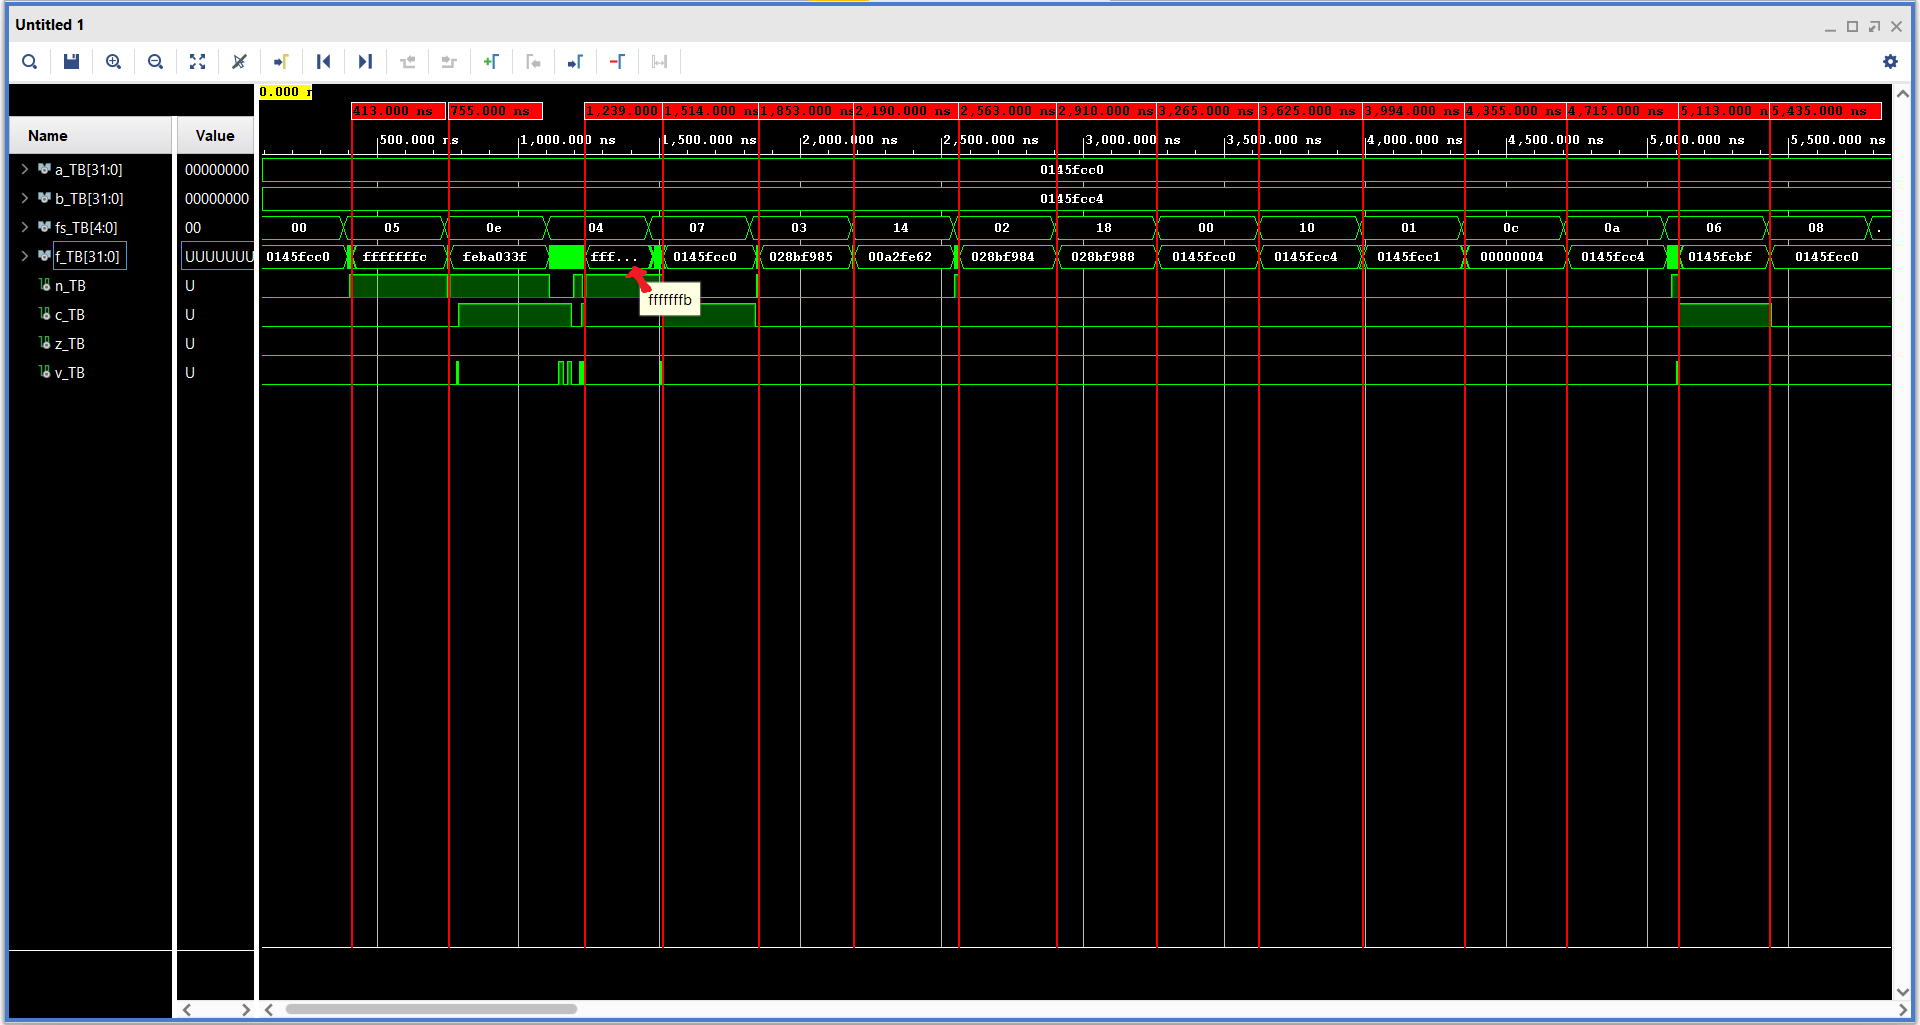 Untitled 1
0.000 n
413.000 ns 755.000 ns 1,239.000 1,514.000 ns 1,853.000 ns 2,190.000 ns 2,563.000 ns 2,910.000 ns 3,265.000 ns 3,625.000 ns 3,994.000 ns 4,355.000 ns 4,715.000 ns 5,113.000 n 5,435.000 ns
Name Value 500.000 ns 1,000.000 ns 1,500.000 ns 2,000.000 ns 2,500.000 ns 3,000.000 ns 3,500.000 ns 4,000.000 ns 4,500.000 ns 5,000.000 ns 5,500.000 ns
a_TB[31:0] 00000000 0145fcc0
b_TB[31:0] 00000000 0145fcc4
fs_TB[4:0] 00 00 05 0e 04 07 03 14 02 18 00 10 01 0c 0a 06 08 .
f_TB[31:0] UUUUUUU 0145fcc0 fffffffc feba033f fff... 0145fcc0 028bf985 00a2fe62 028bf984 028bf988 0145fcc0 0145fcc4 0145fcc1 00000004 0145fcc4 0145fcbf 0145fcc0
n_TB U
fffffffb
c_TB U
z_TB U
v_TB U